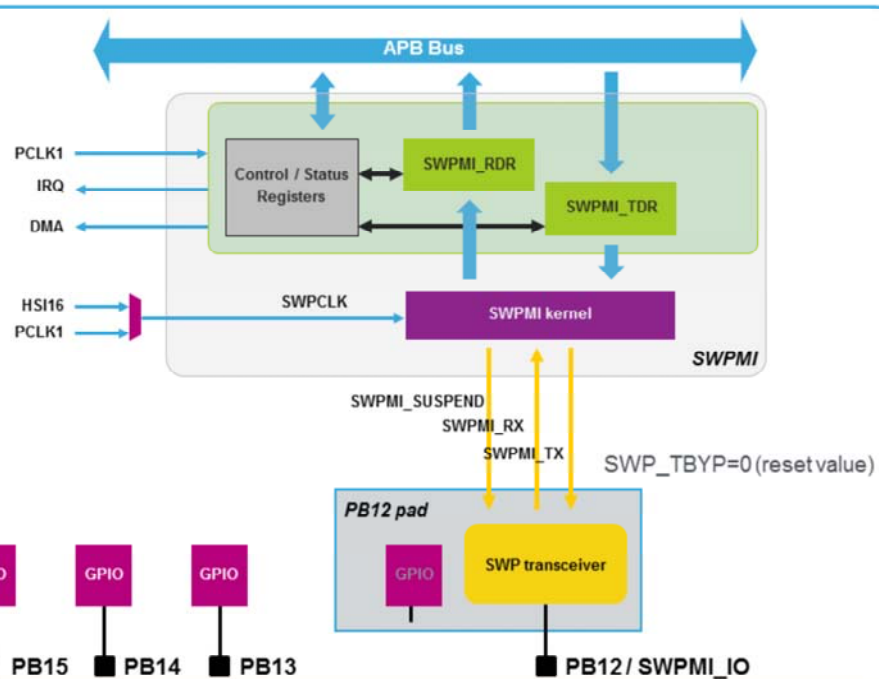 APB Bus
PCLK1
IRQ
DMA
Control / Status
Registers
SWPMI_RDR
SWPMI_TDR
HSI16
PCLK1
SWPCLK
SWPMI kernel
SWPMI
SWPMI_SUSPEND
SWPMI_RX
SWPMI_TX
SWP_TBYP=0 (reset value)
PB12 pad
O
GPIO
GPIO
GPIO
SWP transceiver
PB15
PB14
PB13
PB12 / SWPMI_IO